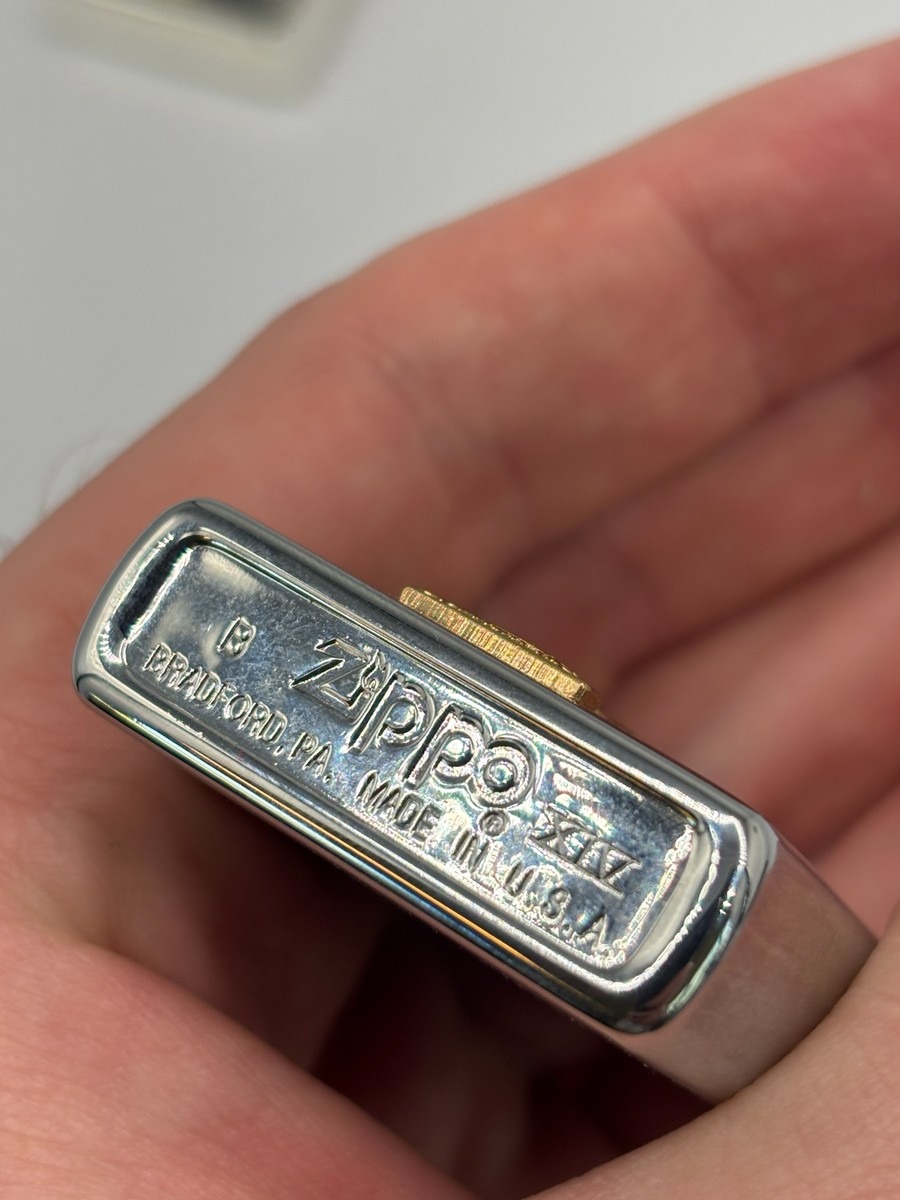 B Zippo® XIV
BRADFORD, PA. MADE IN U.S.A.